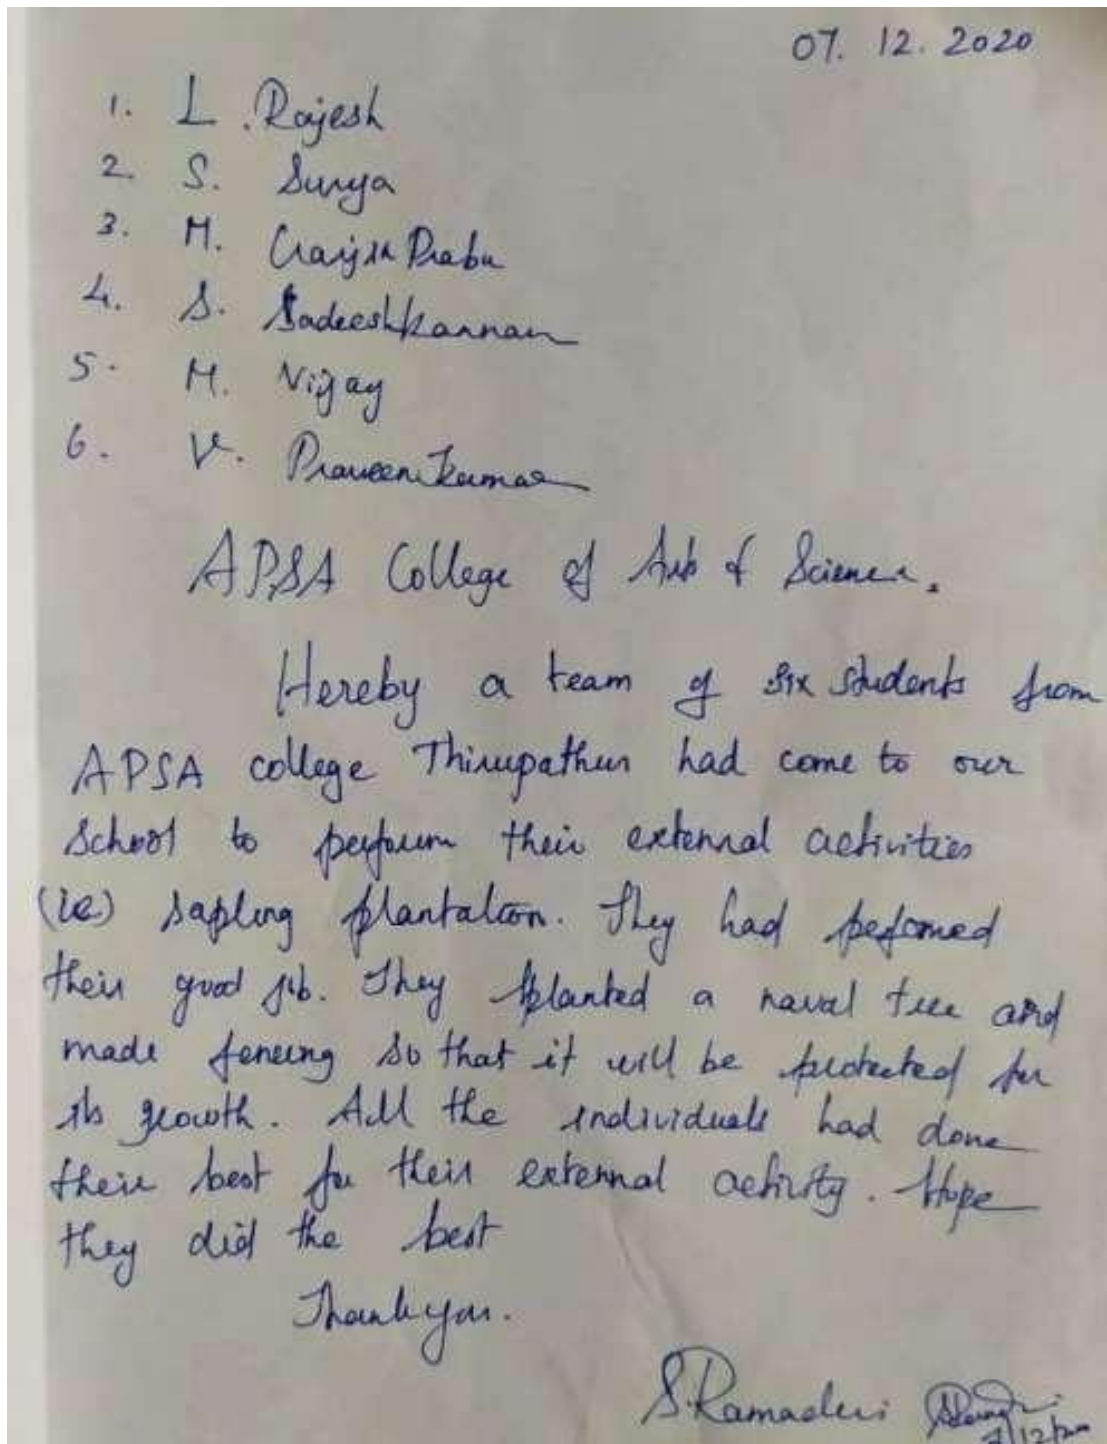 07. 12. 2020
1. L. Rajesh
2. S. Surya
3. M. Prabu
4. S. Sadeeshkannan
5. M. Vijay
6. V. Praveen Kumar
APSA College of Arts & Science.
Hereby a team of six students from
APSA college Thirupathur had come to our
school to perform their external activities
(ie) sapling plantation. They had pefomed
their good job. They planted a naval tree and
made fencing so that it will be protected for
its growth. All the individuals had done
their best for their external activity. Hope
they did the best
Thankyou.
S. Ramadevi